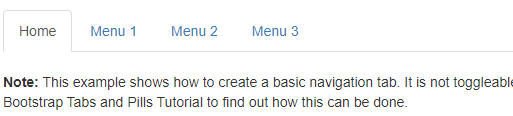 Home Menu 1 Menu 2 Menu 3
Note: This example shows how to create a basic navigation tab. It is not toggleable
Bootstrap Tabs and Pills Tutorial to find out how this can be done.